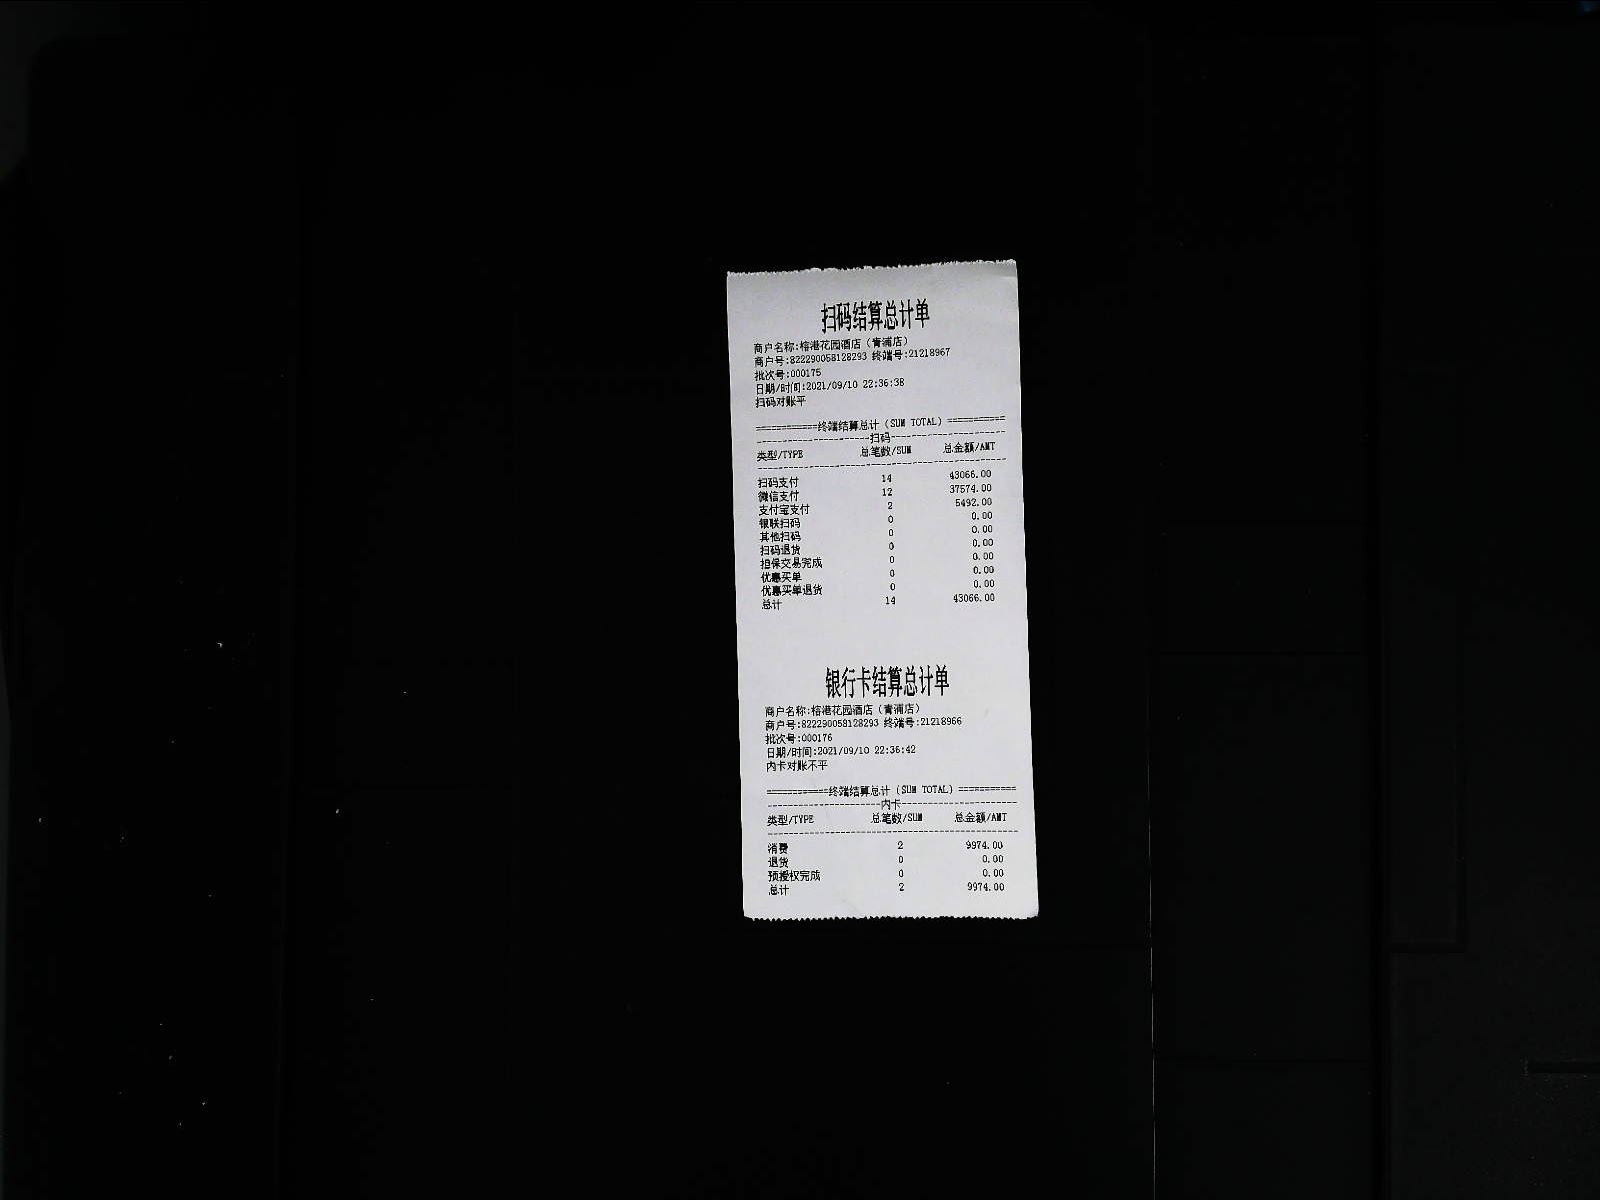 扫码结算总计单
商户名称:榕港花园酒店（青浦店）
商户号:822290058128293 终端号:21218967
批次号:000175
日期/时间:2021/09/10 22:36:38
扫码对账平
============终端结算总计（SUM TOTAL）===========
----------------------扫码----------------------
类型/TYPE 总笔数/SUM 总金额/AMT
扫码支付 14 43066.00
微信支付 12 37574.00
支付宝支付 2 5492.00
银联扫码 0 0.00
其他扫码 0 0.00
扫码退货 0 0.00
担保交易完成 0 0.00
优惠买单 0 0.00
优惠买单退货 0 0.00
总计 14 43066.00
银行卡结算总计单
商户名称:榕港花园酒店（青浦店）
商户号:822290058128293 终端号:21218966
批次号:000176
日期/时间:2021/09/10 22:36:42
内卡对账不平
============终端结算总计（SUM TOTAL）===========
----------------------内卡----------------------
类型/TYPE 总笔数/SUM 总金额/AMT
消费 2 9974.00
退货 0 0.00
预授权完成 0 0.00
总计 2 9974.00